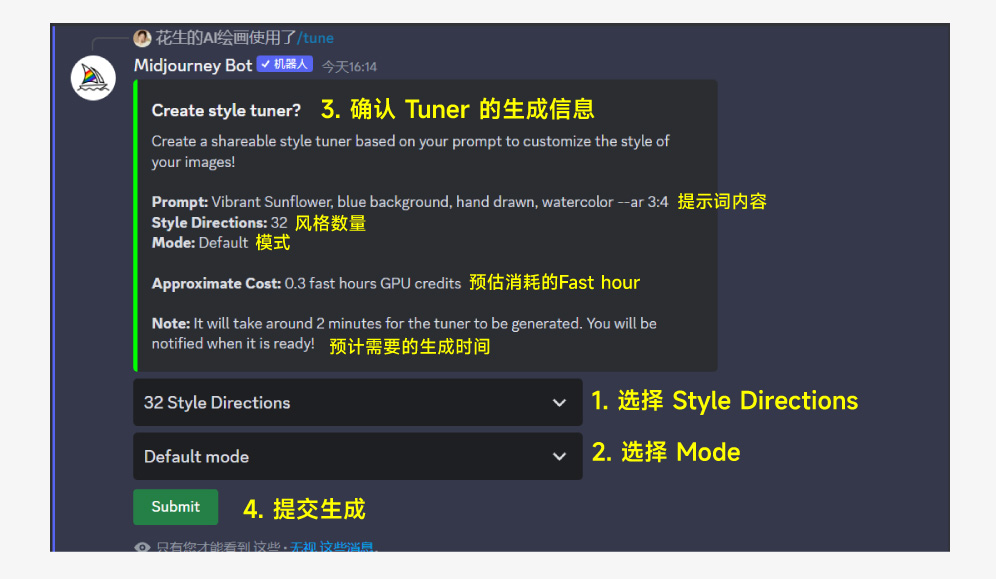 花生的AI绘画使用了/tune
Midjourney Bot ✓ 机器人 今天16:14
Create style tuner? 3. 确认 Tuner 的生成信息
Create a shareable style tuner based on your prompt to customize the style of
your images!
Prompt: Vibrant Sunflower, blue background, hand drawn, watercolor --ar 3:4 提示词内容
Style Directions: 32 风格数量
Mode: Default 模式
Approximate Cost: 0.3 fast hours GPU credits 预估消耗的Fast hour
Note: It will take around 2 minutes for the tuner to be generated. You will be
notified when it is ready! 预计需要的生成时间
32 Style Directions 1. 选择 Style Directions
Default mode 2. 选择 Mode
Submit 4. 提交生成
只有您才能看到 这些 · 无视 这些消息.